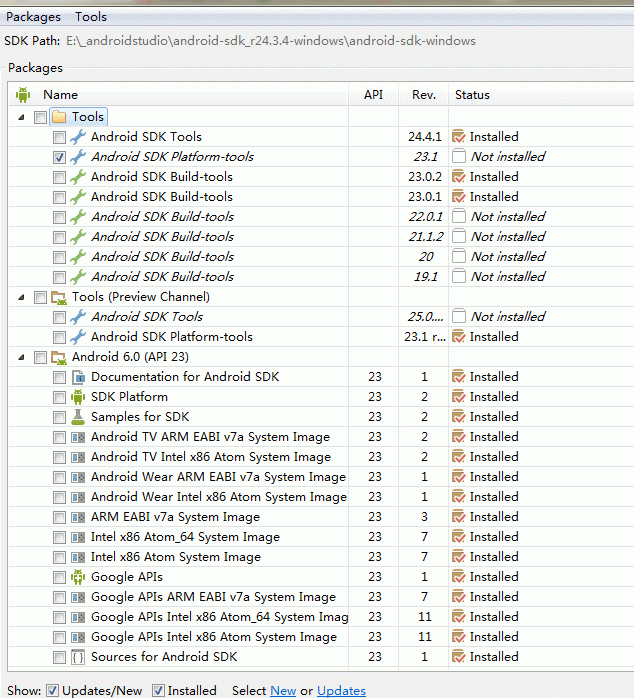 Packages Tools
SDK Path: E:\_androidstudio\android-sdk_r24.3.4-windows\android-sdk-windows
Packages
Name API Rev. Status
Tools
Android SDK Tools 24.4.1 Installed
Android SDK Platform-tools 23.1 Not installed
Android SDK Build-tools 23.0.2 Installed
Android SDK Build-tools 23.0.1 Installed
Android SDK Build-tools 22.0.1 Not installed
Android SDK Build-tools 21.1.2 Not installed
Android SDK Build-tools 20 Not installed
Android SDK Build-tools 19.1 Not installed
Tools (Preview Channel)
Android SDK Tools 25.0.... Not installed
Android SDK Platform-tools 23.1 r... Installed
Android 6.0 (API 23)
Documentation for Android SDK 23 1 Installed
SDK Platform 23 2 Installed
Samples for SDK 23 2 Installed
Android TV ARM EABI v7a System Image 23 2 Installed
Android TV Intel x86 Atom System Image 23 2 Installed
Android Wear ARM EABI v7a System Image 23 1 Installed
Android Wear Intel x86 Atom System Image 23 1 Installed
ARM EABI v7a System Image 23 3 Installed
Intel x86 Atom_64 System Image 23 7 Installed
Intel x86 Atom System Image 23 7 Installed
Google APIs 23 1 Installed
Google APIs ARM EABI v7a System Image 23 7 Installed
Google APIs Intel x86 Atom_64 System Imag 23 11 Installed
Google APIs Intel x86 Atom System Image 23 11 Installed
Sources for Android SDK 23 1 Installed
Show: Updates/New Installed Select New or Updates